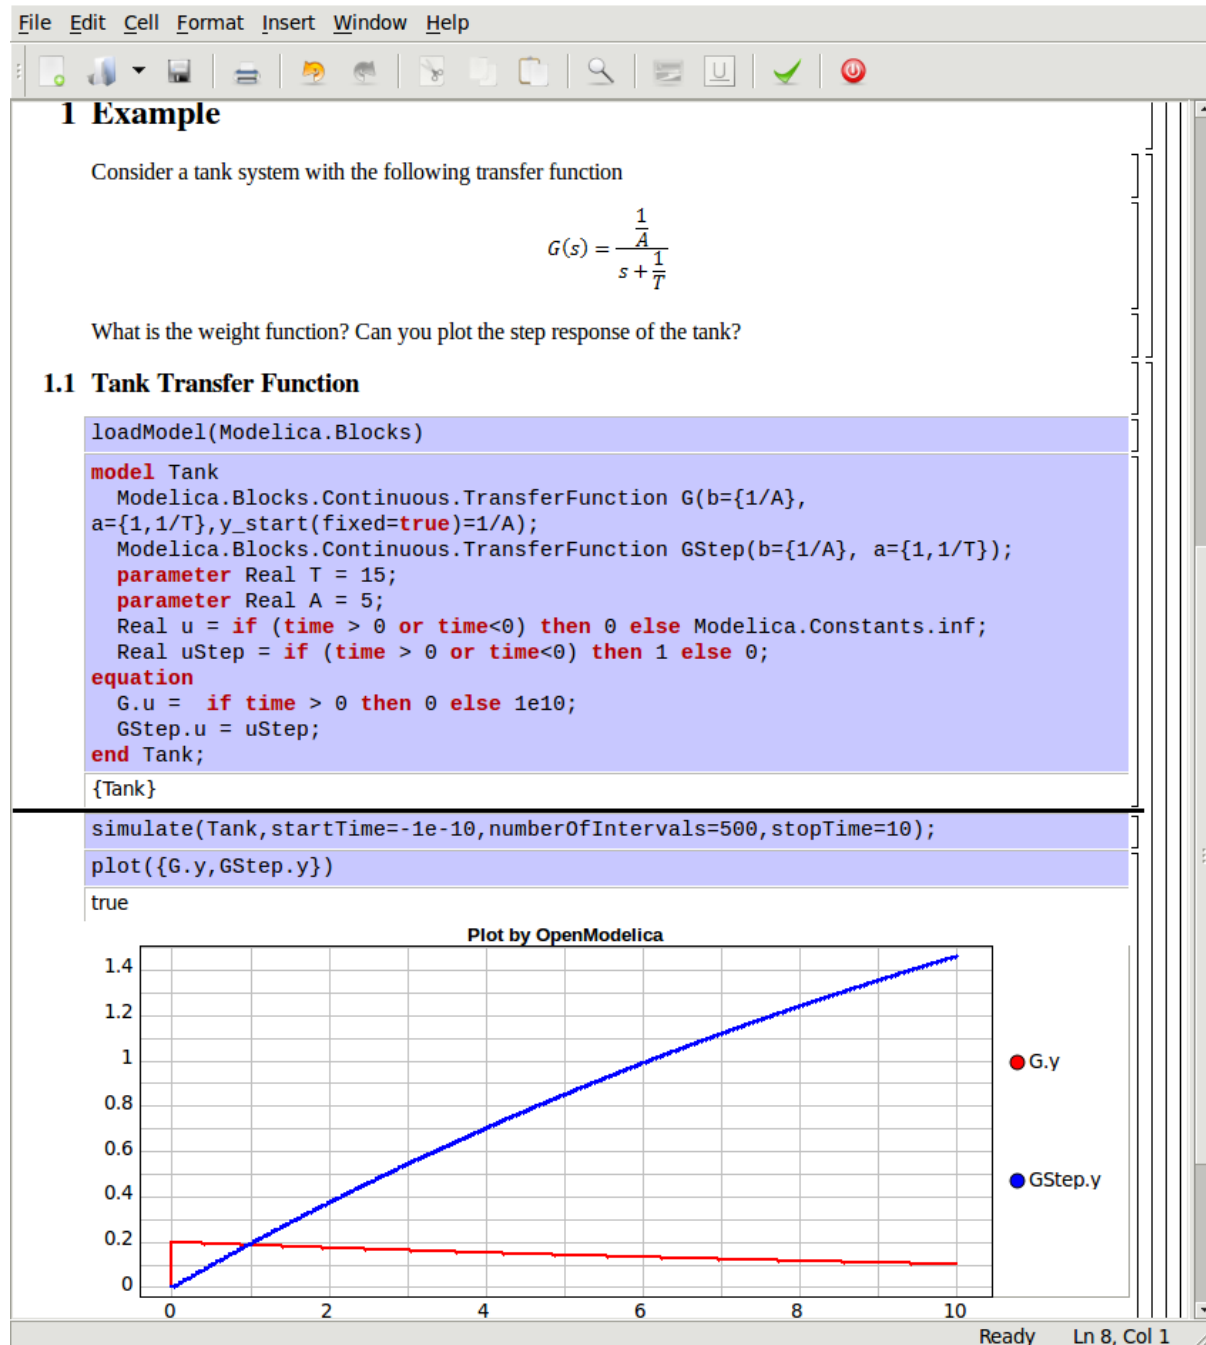 File Edit Cell Format Insert Window Help
1 Example
Consider a tank system with the following transfer function
G(s) = \frac{\frac{1}{A}}{s + \frac{1}{T}}
What is the weight function? Can you plot the step response of the tank?
1.1 Tank Transfer Function
loadModel(Modelica.Blocks)
model Tank
  Modelica.Blocks.Continuous.TransferFunction G(b={1/A},
a={1,1/T},y_start(fixed=true)=1/A);
  Modelica.Blocks.Continuous.TransferFunction GStep(b={1/A}, a={1,1/T});
  parameter Real T = 15;
  parameter Real A = 5;
  Real u = if (time > 0 or time<0) then 0 else Modelica.Constants.inf;
  Real uStep = if (time > 0 or time<0) then 1 else 0;
equation
  G.u =  if time > 0 then 0 else 1e10;
  GStep.u = uStep;
end Tank;
{Tank}
simulate(Tank,startTime=-1e-10,numberOfIntervals=500,stopTime=10);
plot({G.y,GStep.y})
true
Plot by OpenModelica
1.4
1.2
1
0.8
0.6
0.4
0.2
0
0 2 4 6 8 10
G.y
GStep.y
Ready Ln 8, Col 1